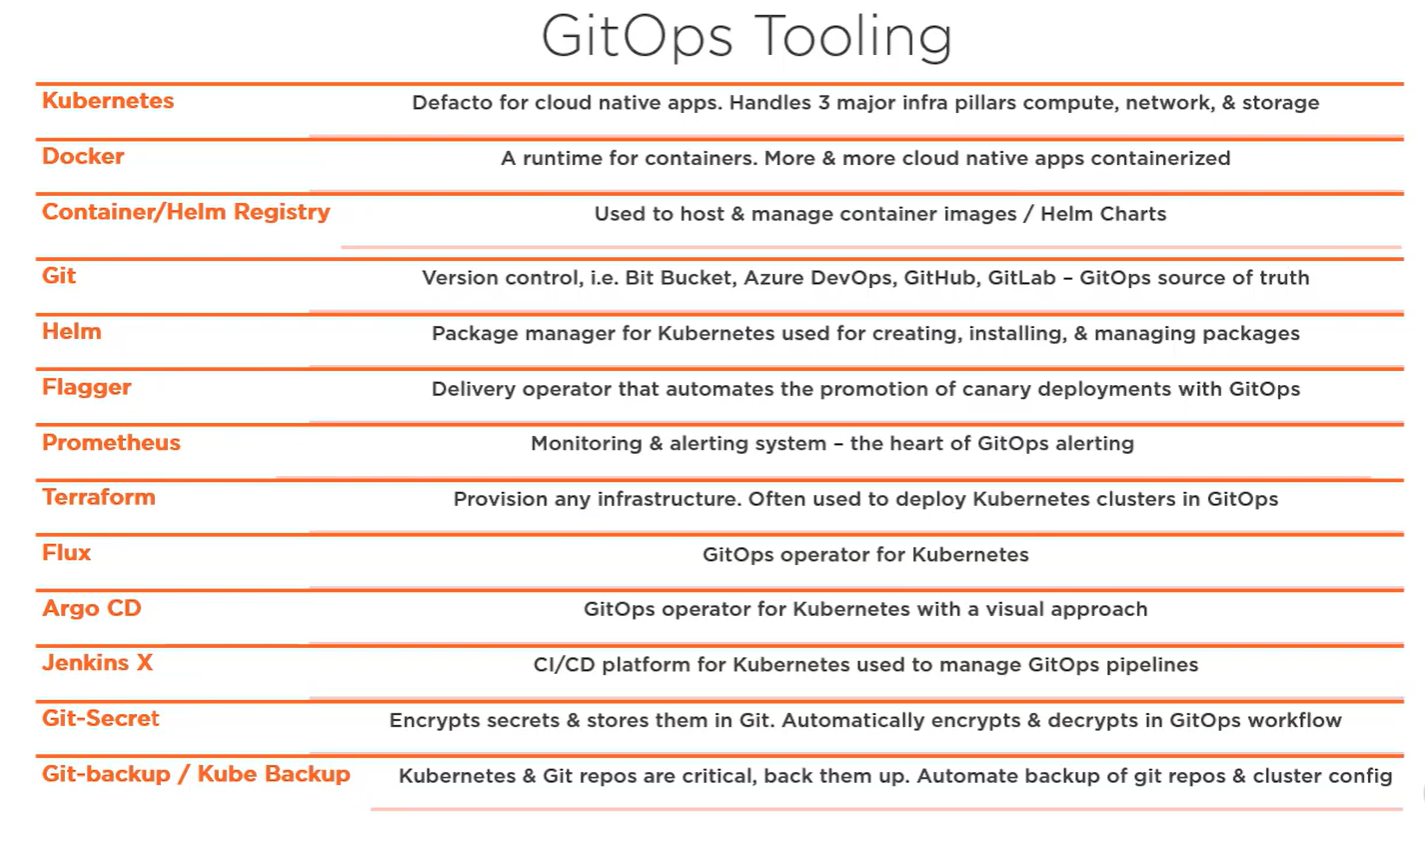 GitOps Tooling
Kubernetes Defacto for cloud native apps. Handles 3 major infra pillars compute, network, & storage
Docker A runtime for containers. More & more cloud native apps containerized
Container/Helm Registry Used to host & manage container images / Helm Charts
Git Version control, i.e. Bit Bucket, Azure DevOps, GitHub, GitLab – GitOps source of truth
Helm Package manager for Kubernetes used for creating, installing, & managing packages
Flagger Delivery operator that automates the promotion of canary deployments with GitOps
Prometheus Monitoring & alerting system – the heart of GitOps alerting
Terraform Provision any infrastructure. Often used to deploy Kubernetes clusters in GitOps
Flux GitOps operator for Kubernetes
Argo CD GitOps operator for Kubernetes with a visual approach
Jenkins X CI/CD platform for Kubernetes used to manage GitOps pipelines
Git-Secret Encrypts secrets & stores them in Git. Automatically encrypts & decrypts in GitOps workflow
Git-backup / Kube Backup Kubernetes & Git repos are critical, back them up. Automate backup of git repos & cluster config